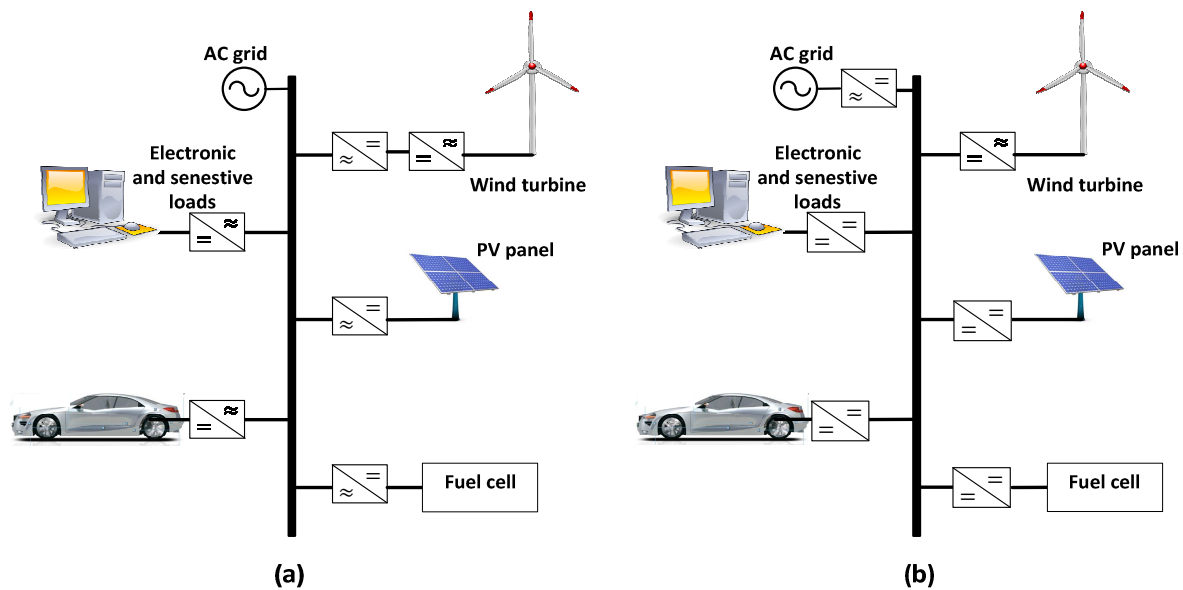 AC grid
Electronic
and senestive
loads
Wind turbine
PV panel
Fuel cell
(a)
AC grid
Electronic
and senestive
loads
Wind turbine
PV panel
Fuel cell
(b)